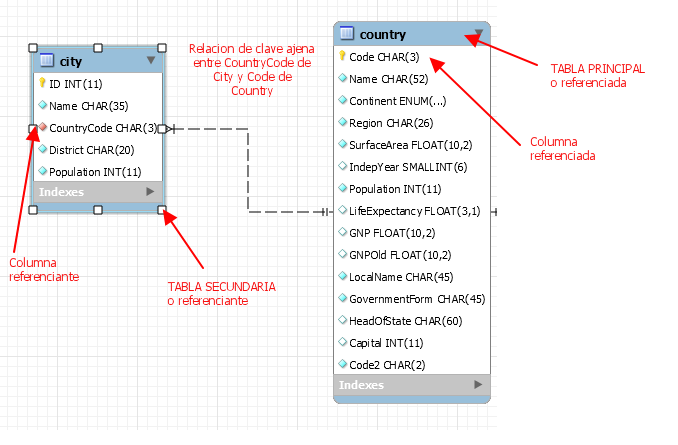 city
ID INT(11)
Name CHAR(35)
CountryCode CHAR(3)
District CHAR(20)
Population INT(11)
Indexes
Relacion de clave ajena
entre CountryCode de
City y Code de
Country
country
Code CHAR(3)
Name CHAR(52)
Continent ENUM(...)
Region CHAR(26)
SurfaceArea FLOAT(10,2)
IndepYear SMALLINT(6)
Population INT(11)
LifeExpectancy FLOAT(3,1)
GNP FLOAT(10,2)
GNPOld FLOAT(10,2)
LocalName CHAR(45)
GovernmentForm CHAR(45)
HeadOfState CHAR(60)
Capital INT(11)
Code2 CHAR(2)
Indexes
TABLA PRINCIPAL
o referenciada
Columna
referenciada
Columna
referenciante
TABLA SECUNDARIA
o referenciante